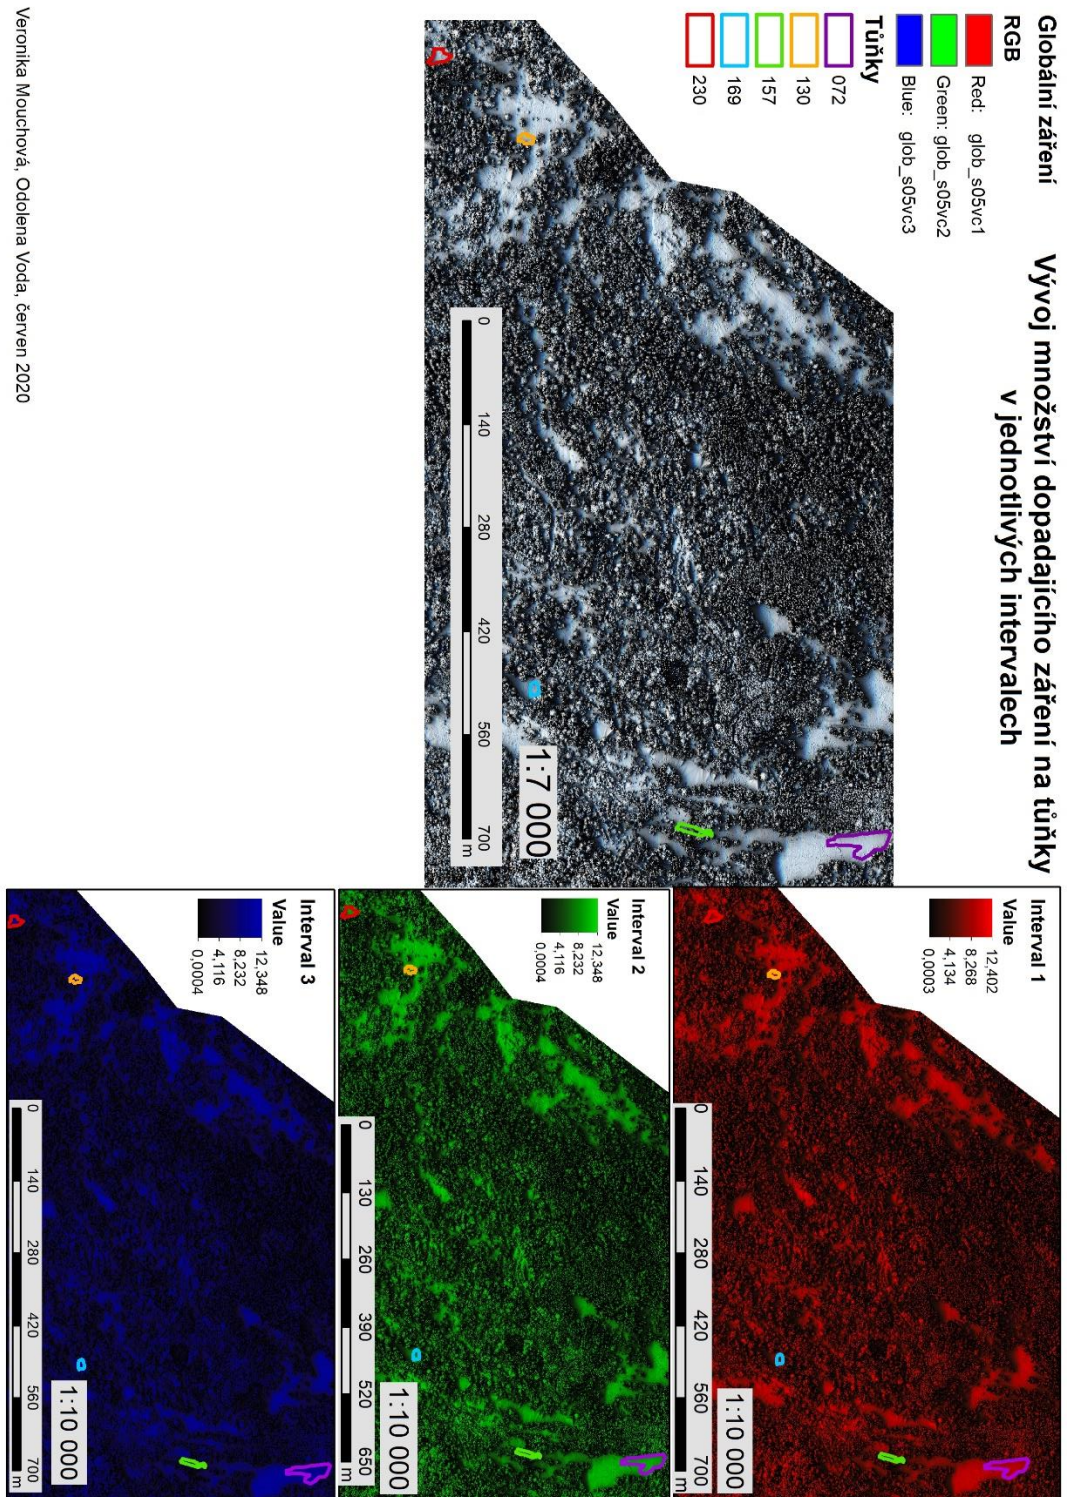 Vývoj množství dopadajícího záření na tůňky
v jednotlivých intervalech
Globální záření
RGB
Red: glob_s05vc1
Green: glob_s05vc2
Blue: glob_s05vc3
Tůňky
072
130
157
169
230
0 140 280 420 560 700
m
1:7 000
Interval 1
Value
12,402
8,268
4,134
0,0003
0 140 280 420 560 700
m
1:10 000
Interval 2
Value
12,348
8,232
4,116
0,0004
0 130 260 390 520 650
m
1:10 000
Interval 3
Value
12,348
8,232
4,116
0,0004
0 140 280 420 560 700
m
1:10 000
Veronika Mouchová, Odolena Voda, červen 2020